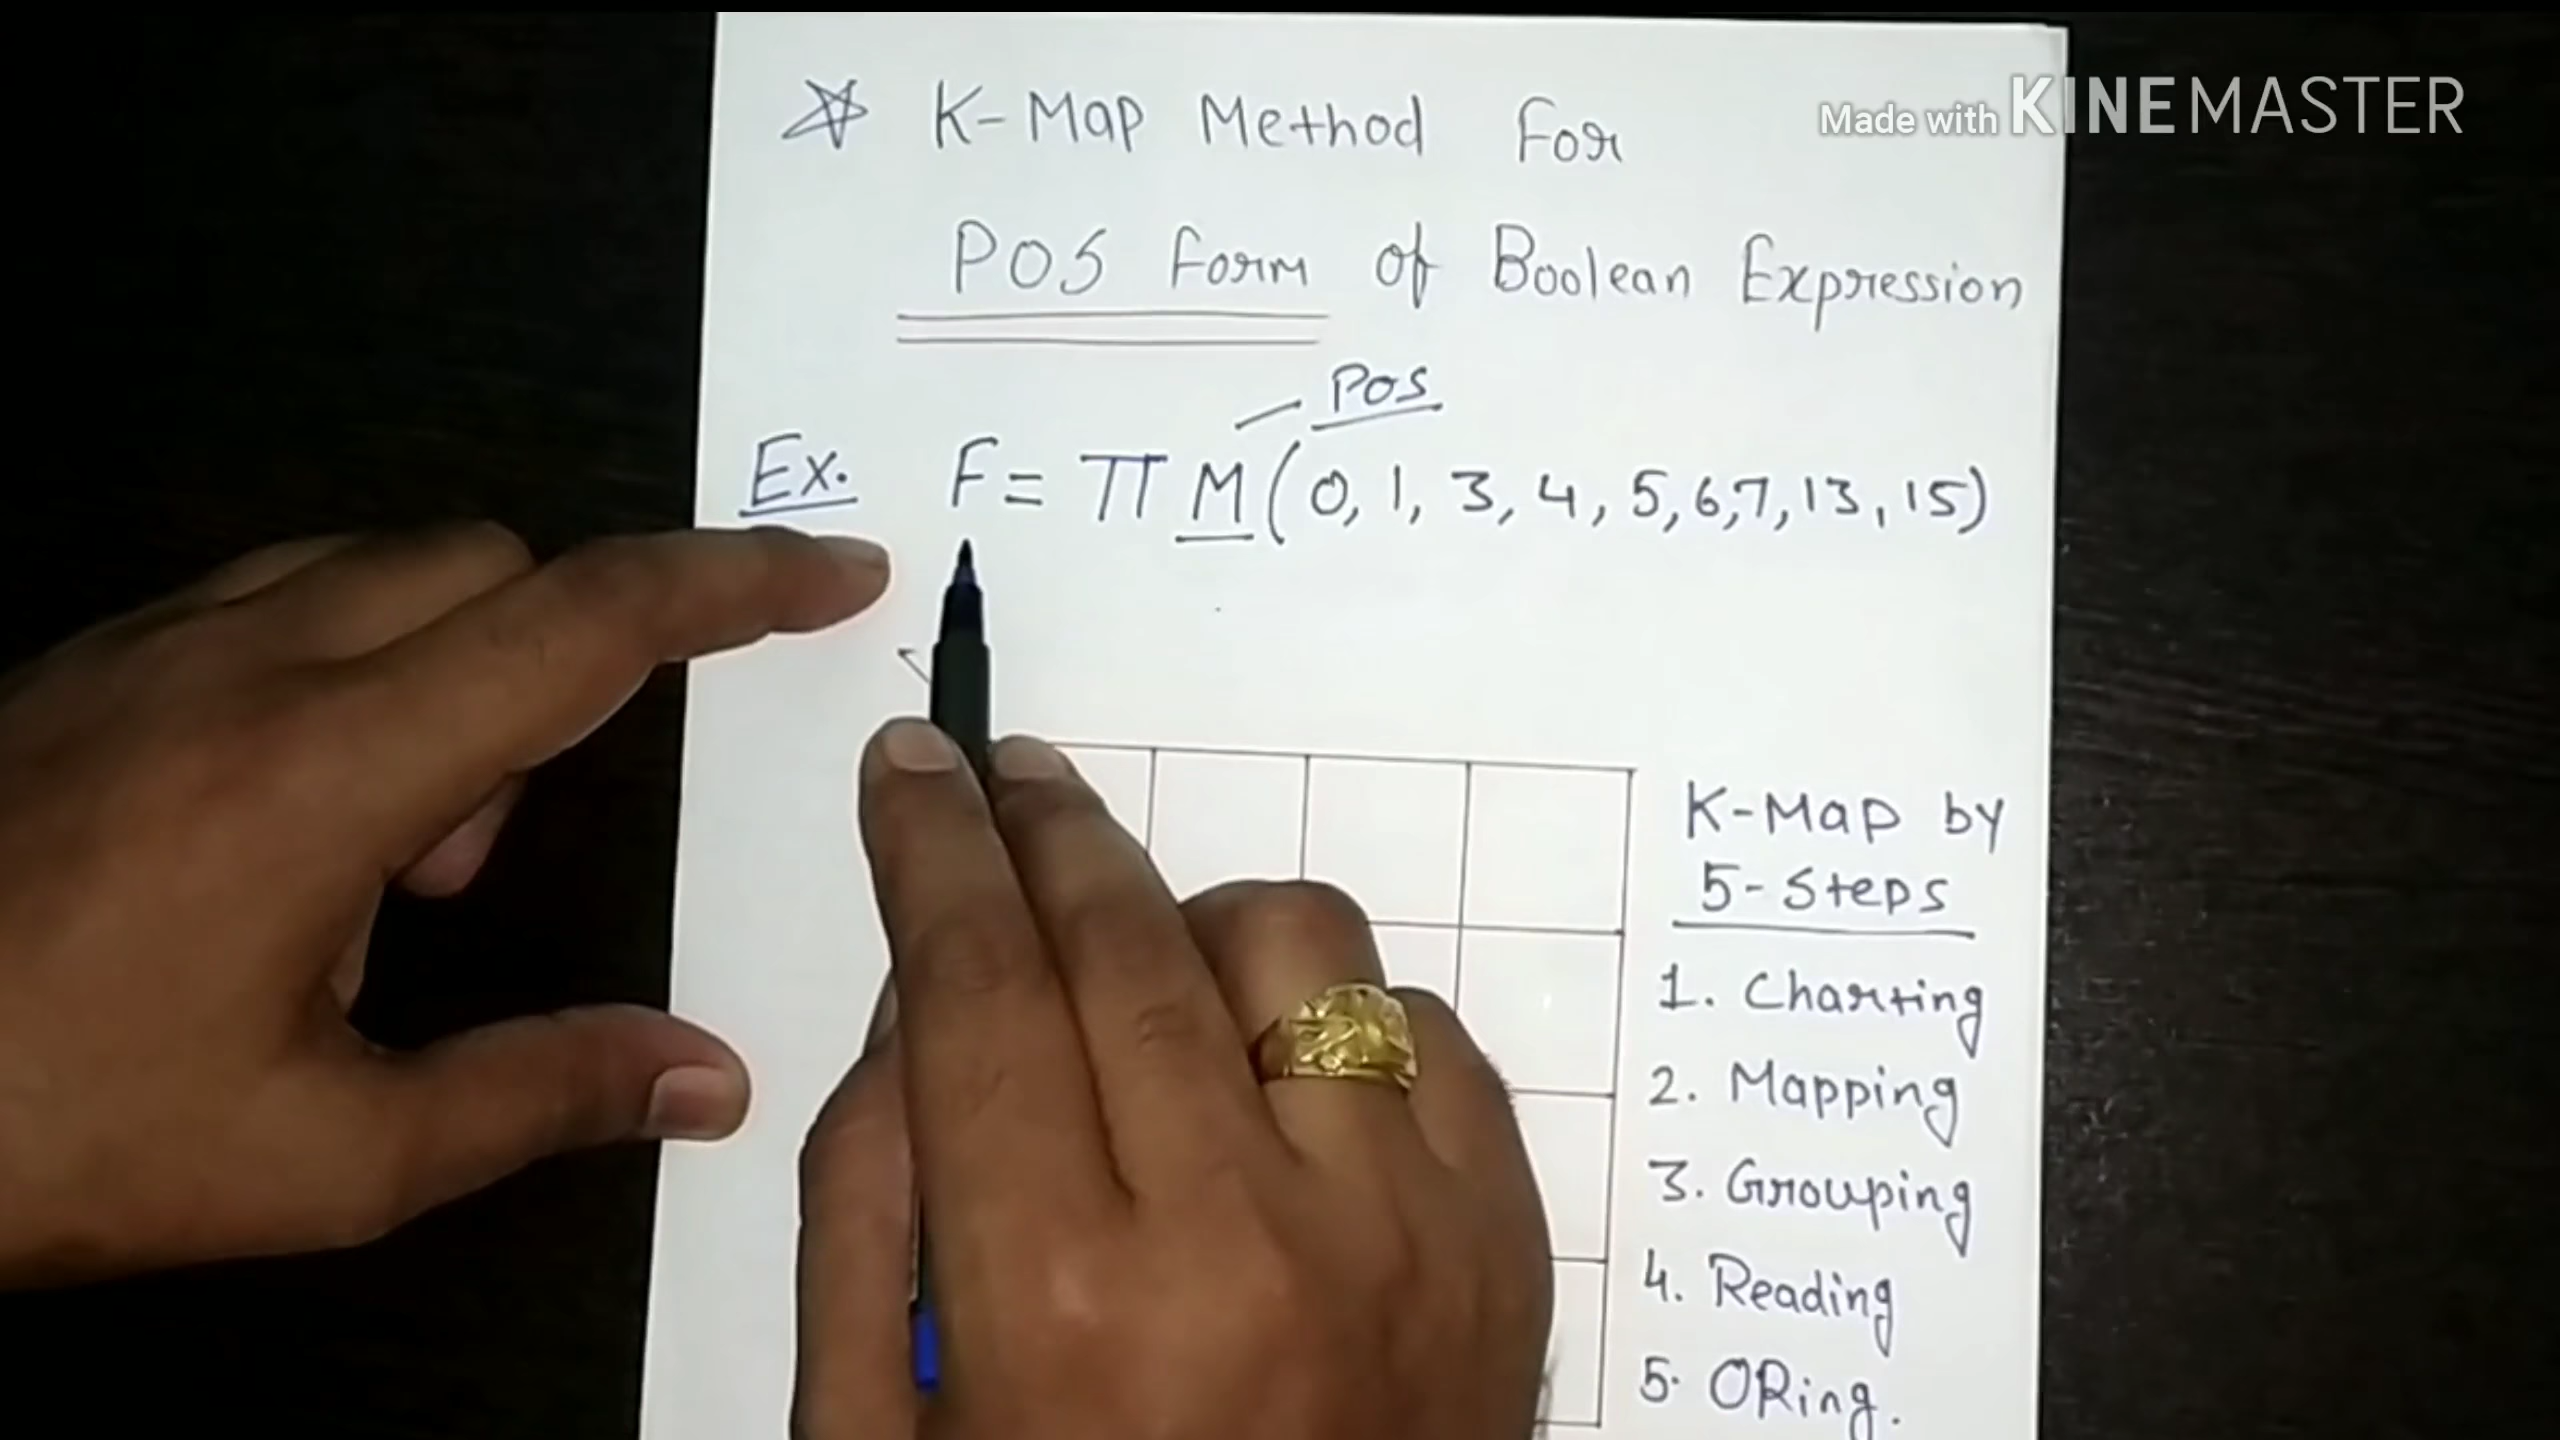 Made with KINEMASTER
K-Map Method For
POS Form of Boolean Expression
POS
Ex. F = π M (0, 1, 3, 4, 5, 6, 7, 13, 15)
K-Map by
5-Steps
1. Charting
2. Mapping
3. Grouping
4. Reading
5. ORing.